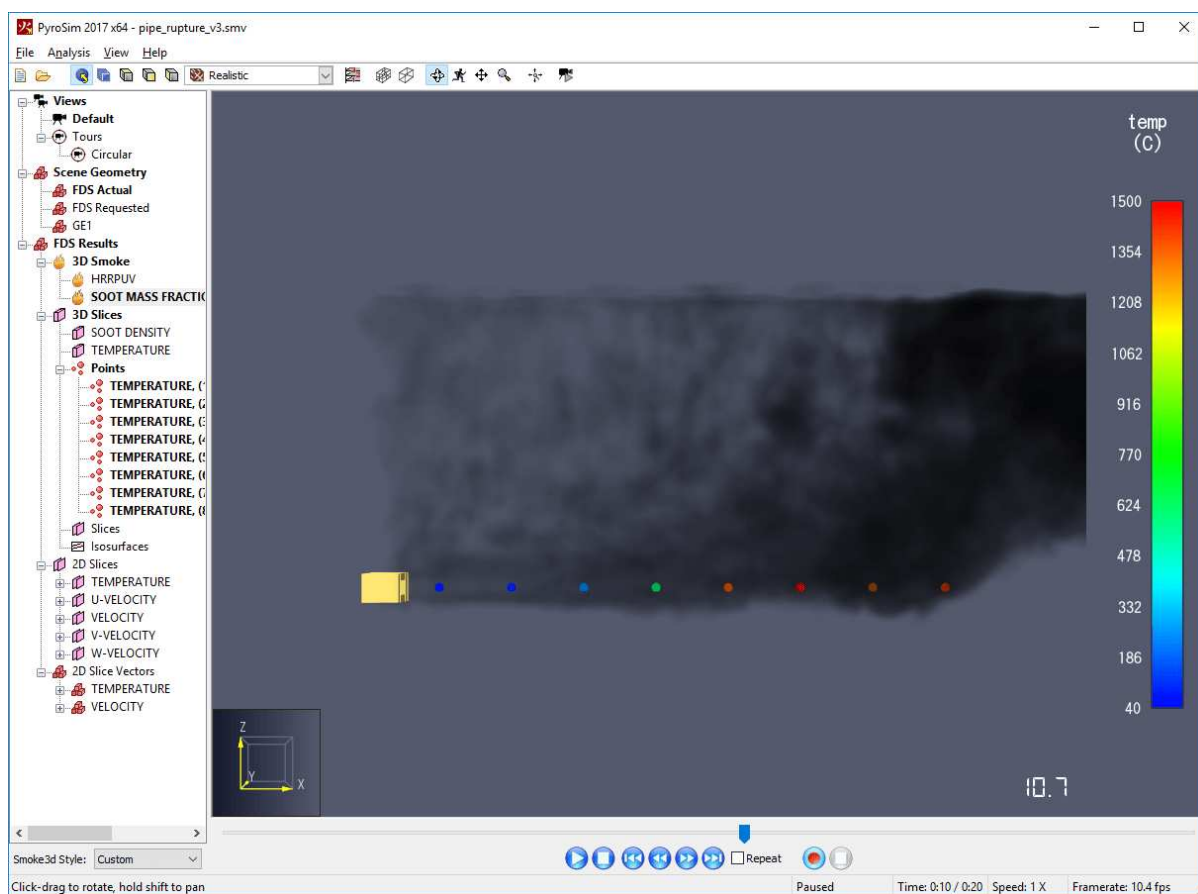 PyroSim 2017 x64 - pipe_rupture_v3.smv
File Analysis View Help
Realistic
Views
Default
Tours
Circular
Scene Geometry
FDS Actual
FDS Requested
GE1
FDS Results
3D Smoke
HRRPUV
SOOT MASS FRACTIO
3D Slices
SOOT DENSITY
TEMPERATURE
Points
TEMPERATURE, (1
TEMPERATURE, (2
TEMPERATURE, (3
TEMPERATURE, (4
TEMPERATURE, (5
TEMPERATURE, (6
TEMPERATURE, (7
TEMPERATURE, (8
Slices
Isosurfaces
2D Slices
TEMPERATURE
U-VELOCITY
VELOCITY
V-VELOCITY
W-VELOCITY
2D Slice Vectors
TEMPERATURE
VELOCITY
temp
(C)
1500
1354
1208
1062
916
770
624
478
332
186
40
Z
Y
X
10.7
Smoke3d Style: Custom
Repeat
Click-drag to rotate, hold shift to pan
Paused
Time: 0:10 / 0:20
Speed: 1 X
Framerate: 10.4 fps